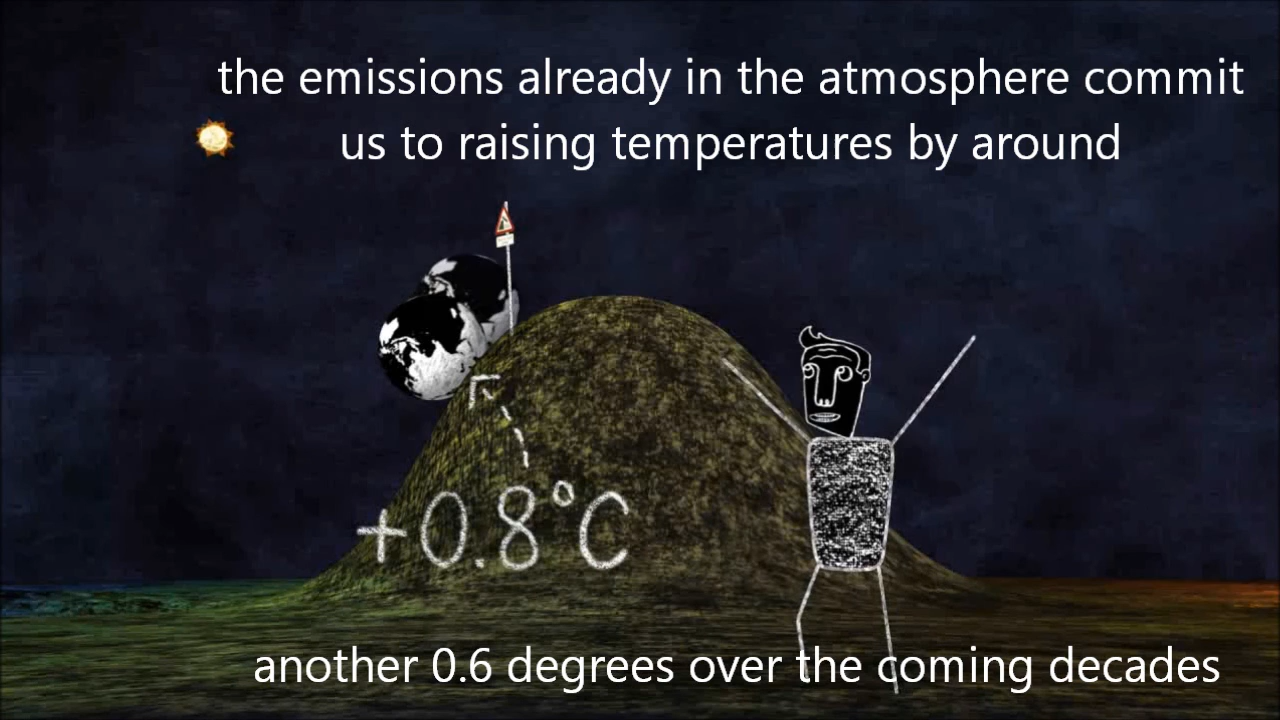 the emissions already in the atmosphere commit
us to raising temperatures by around
+0.8°C
another 0.6 degrees over the coming decades